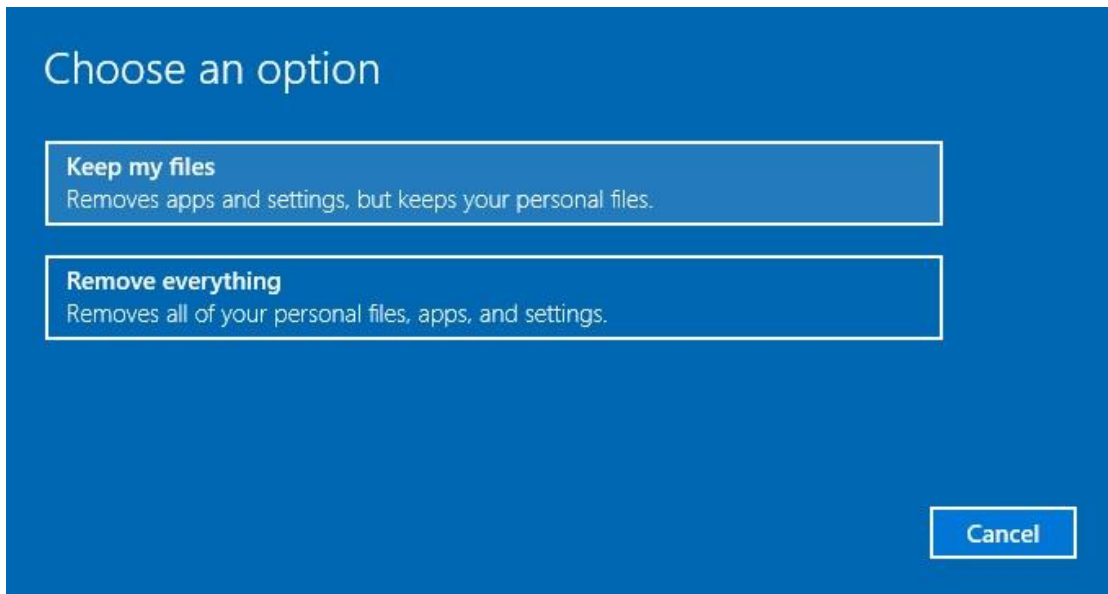 Choose an option
Keep my files
Removes apps and settings, but keeps your personal files.
Remove everything
Removes all of your personal files, apps, and settings.
Cancel